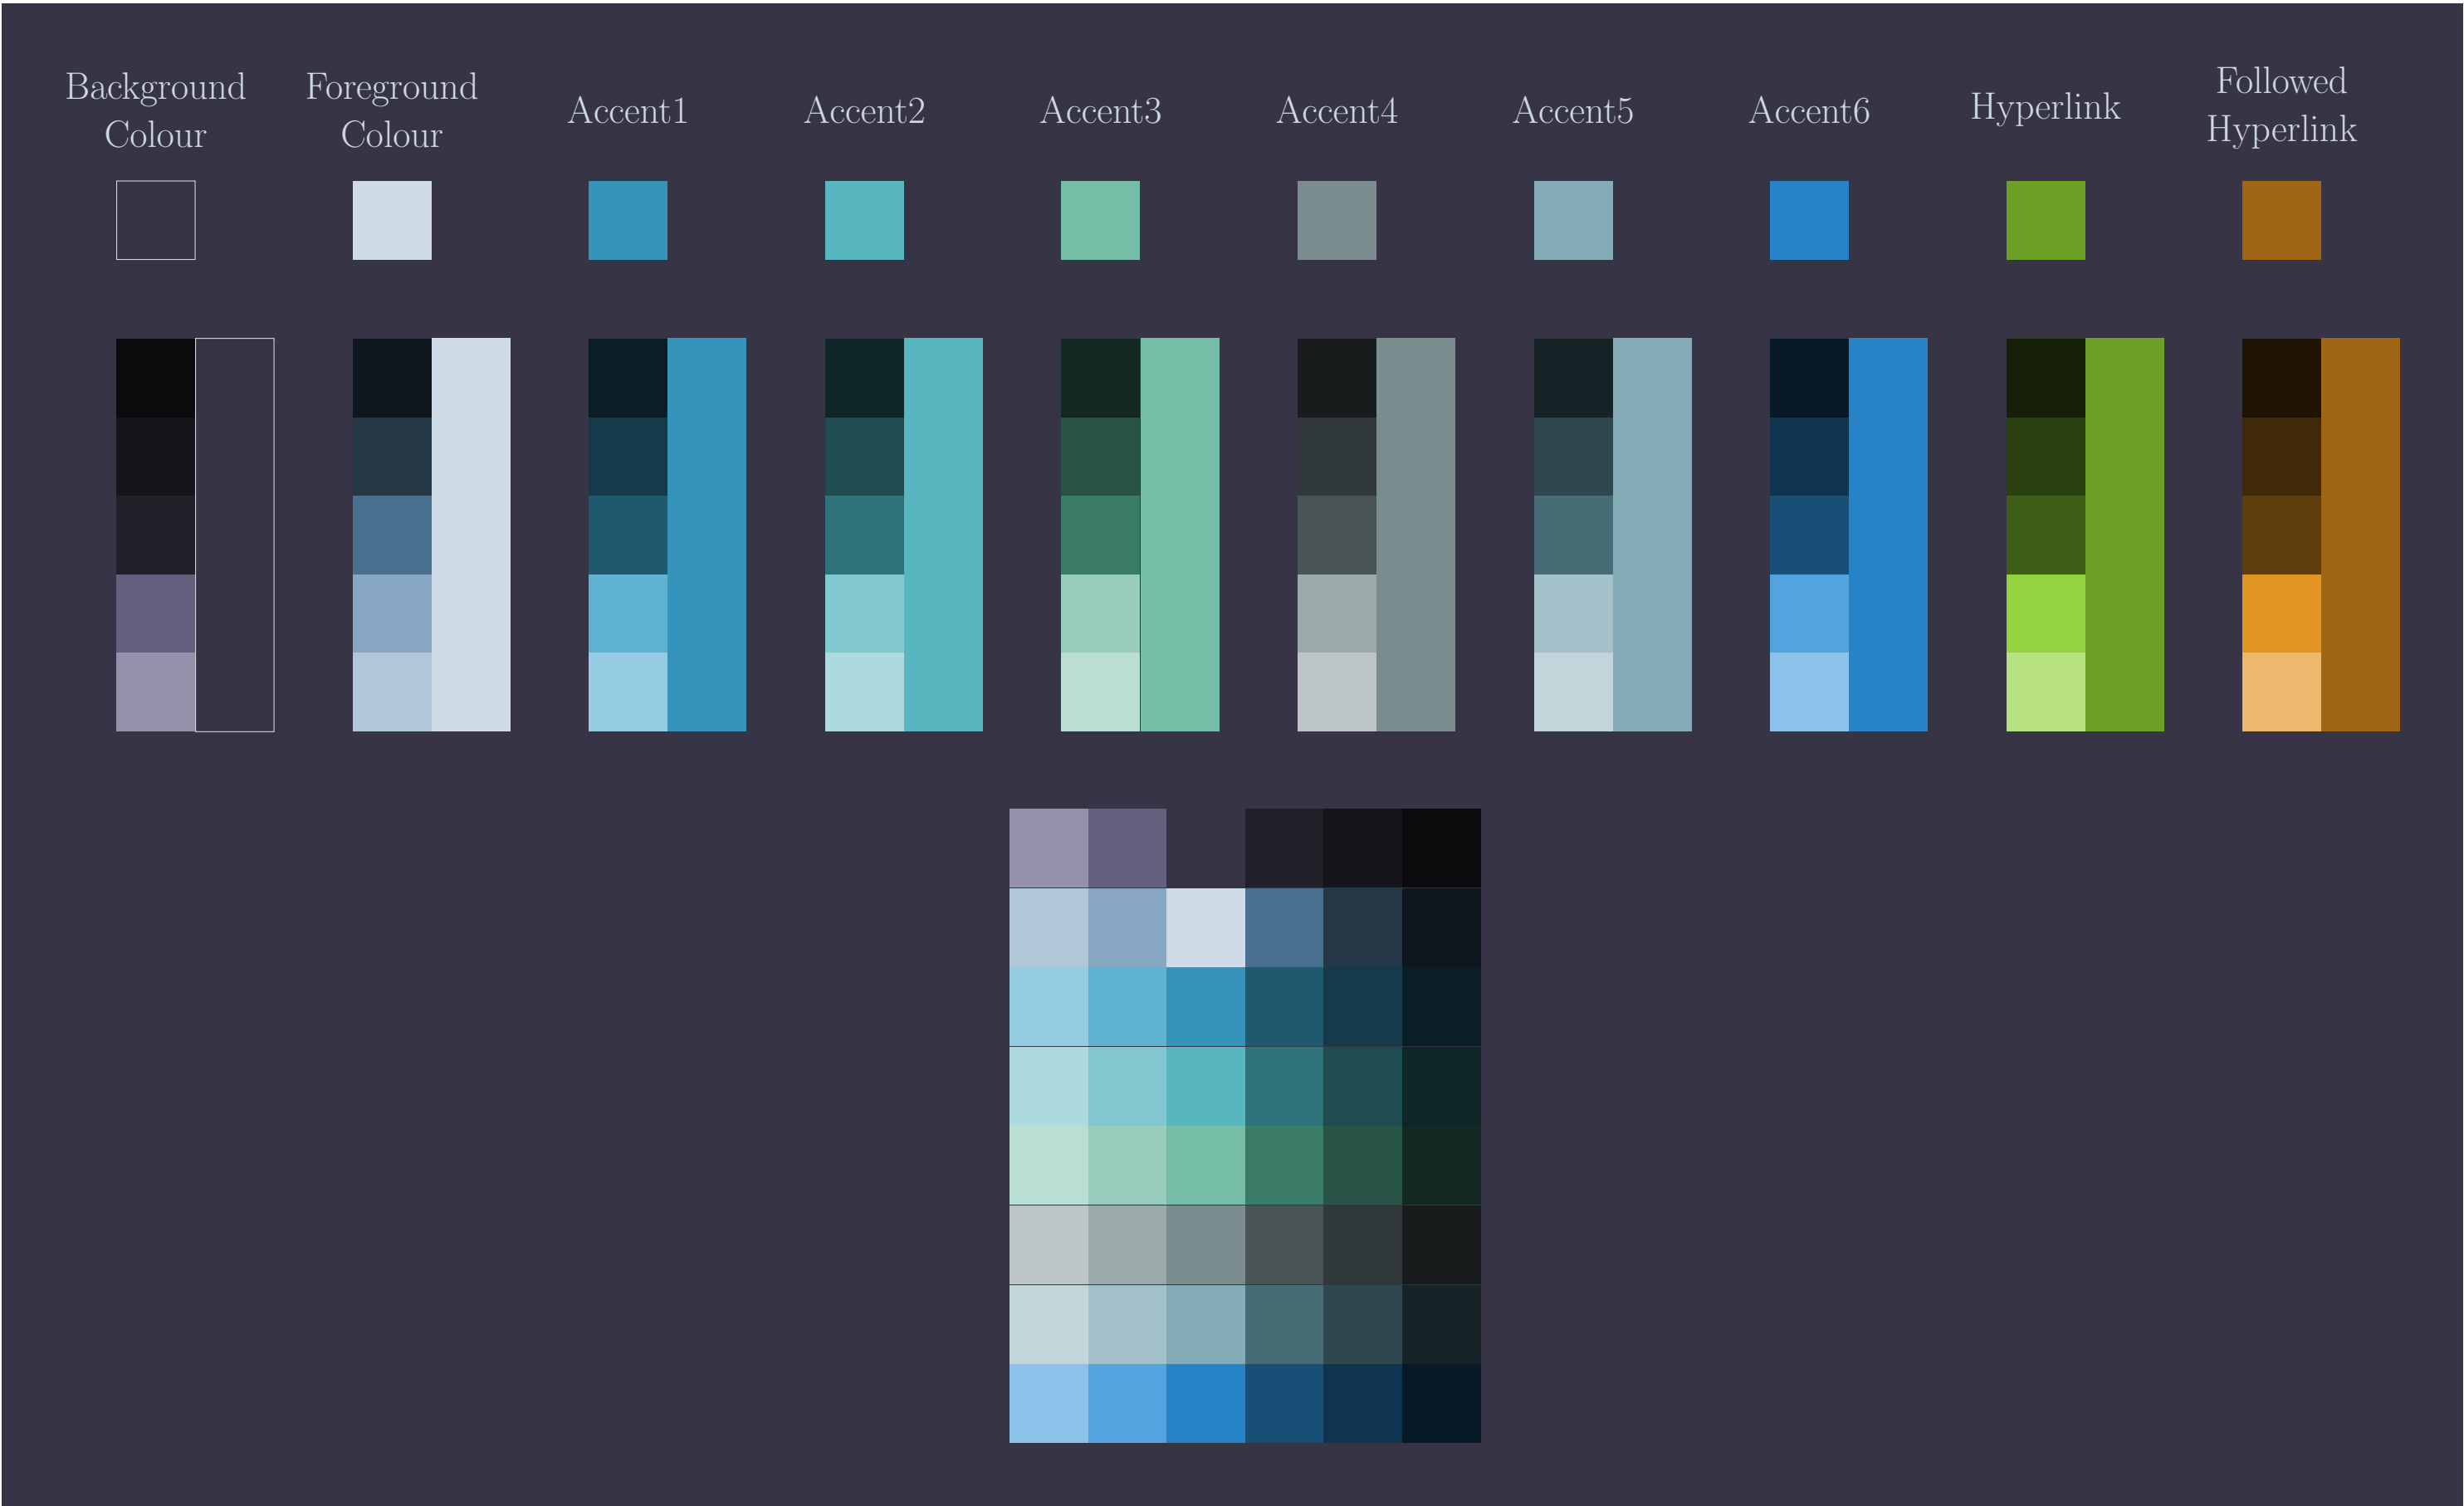 Background
Colour
Foreground
Colour
Accent1
Accent2
Accent3
Accent4
Accent5
Accent6
Hyperlink
Followed
Hyperlink